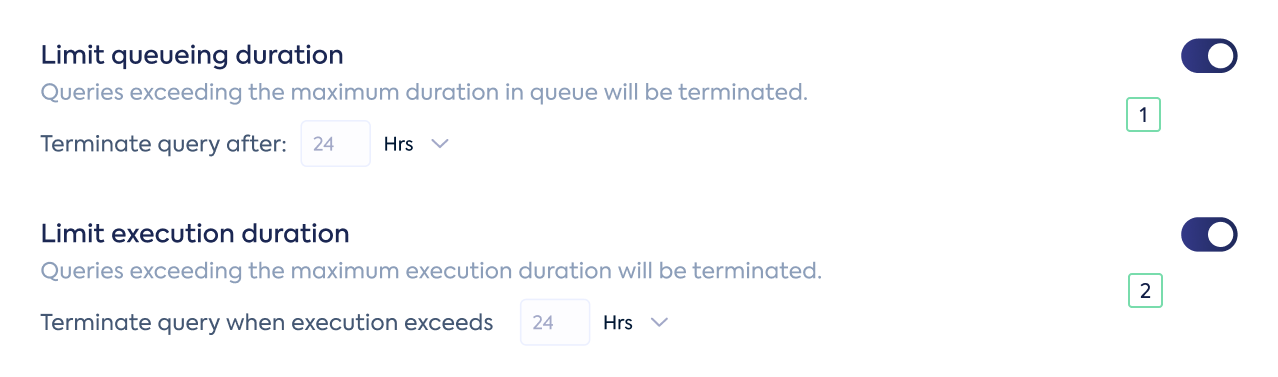 Limit queueing duration
Queries exceeding the maximum duration in queue will be terminated.
1
Terminate query after: 24 Hrs
Limit execution duration
Queries exceeding the maximum execution duration will be terminated.
2
Terminate query when execution exceeds 24 Hrs